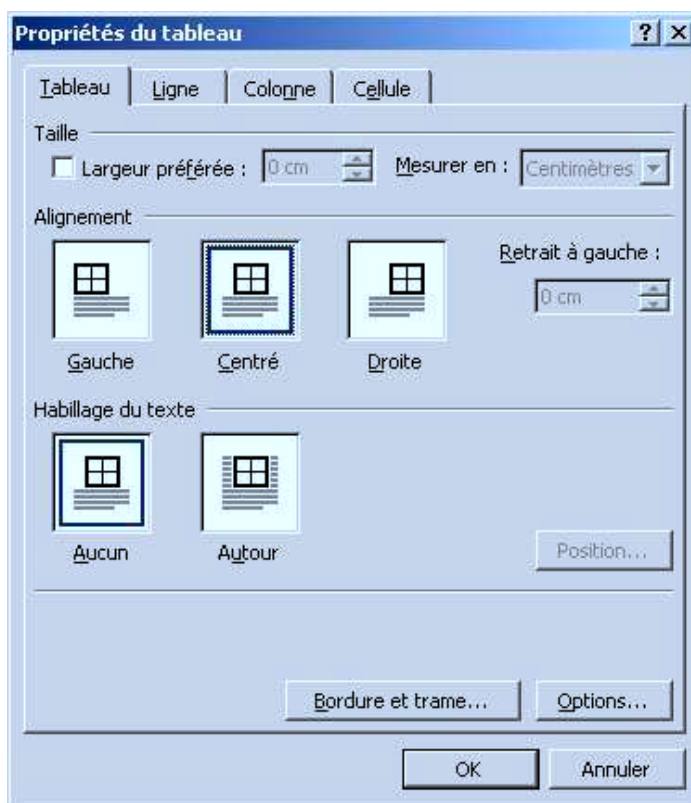 Propriétés du tableau
Tableau Ligne Colonne Cellule
Taille
Largeur préférée : 0 cm Mesurer en : Centimètres
Alignement
Retrait à gauche :
0 cm
Gauche Centré Droite
Habillage du texte
Aucun Autour Position...
Bordure et trame... Options...
OK Annuler